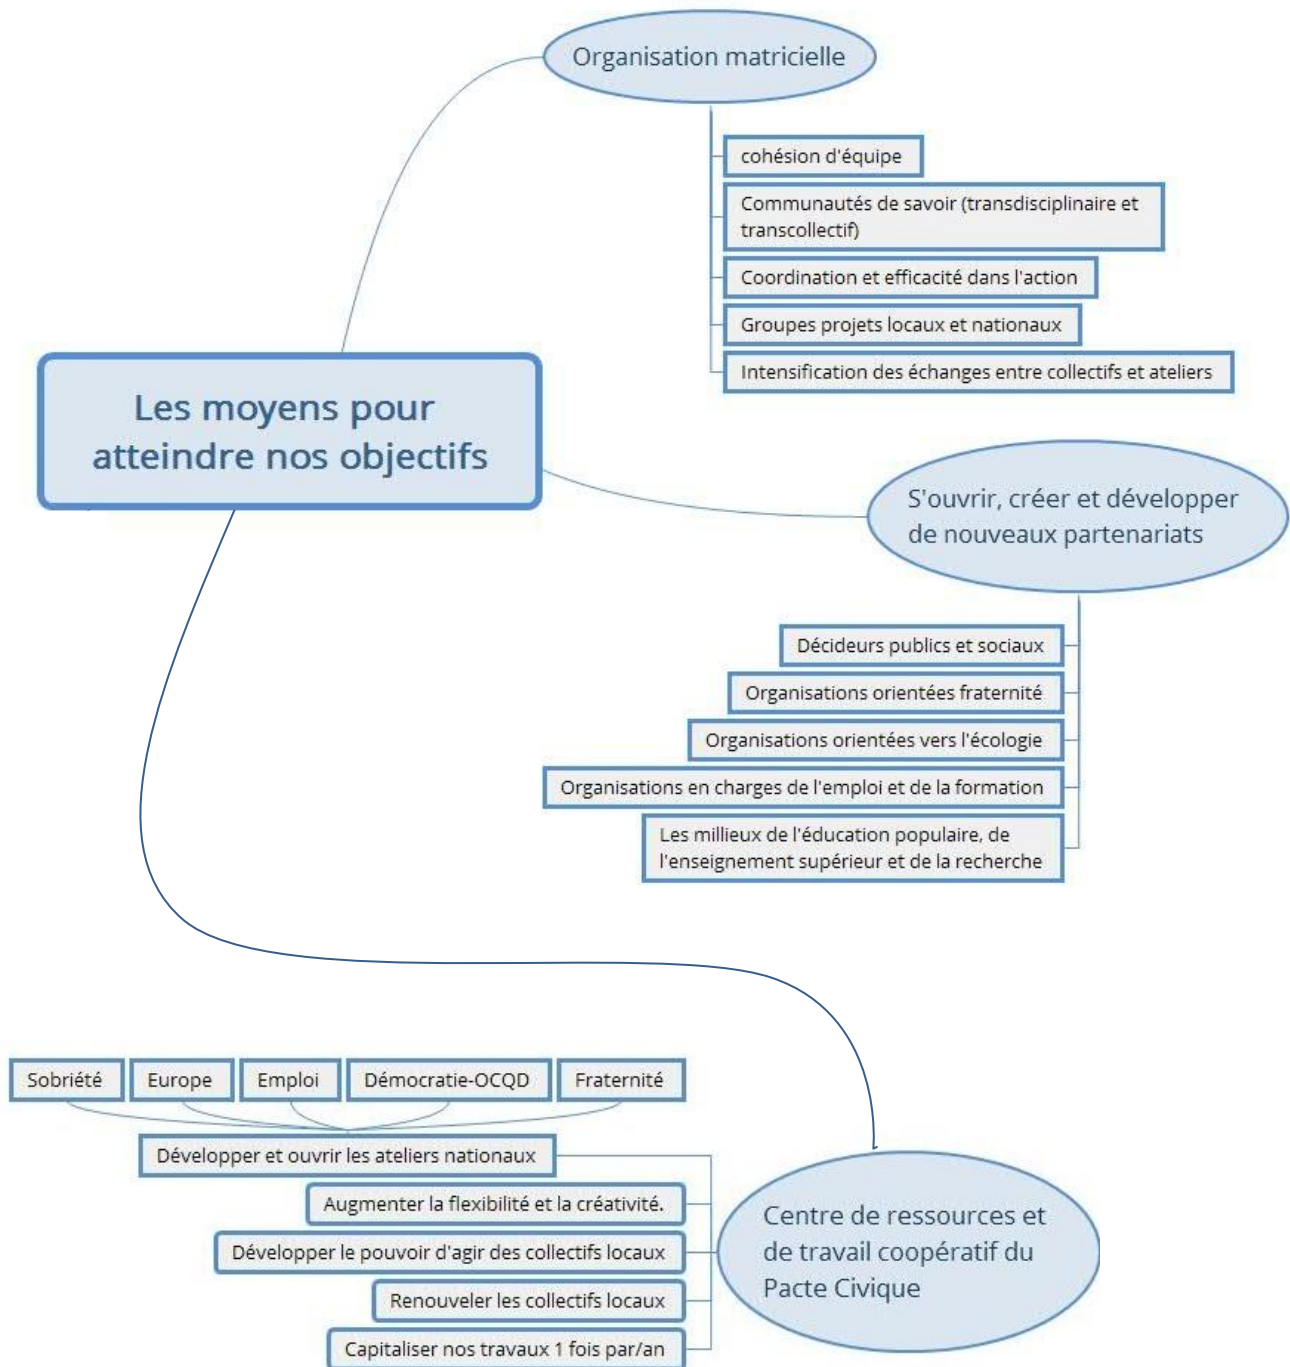 Organisation matricielle
cohésion d'équipe
Communautés de savoir (transdisciplinaire et
transcollectif)
Coordination et efficacité dans l'action
Groupes projets locaux et nationaux
Intensification des échanges entre collectifs et ateliers
Les moyens pour
atteindre nos objectifs
S'ouvrir, créer et développer
de nouveaux partenariats
Décideurs publics et sociaux
Organisations orientées fraternité
Organisations orientées vers l'écologie
Organisations en charges de l'emploi et de la formation
Les millieux de l'éducation populaire, de
l'enseignement supérieur et de la recherche
Sobriété
Europe
Emploi
Démocratie-OCQD
Fraternité
Développer et ouvrir les ateliers nationaux
Augmenter la flexibilité et la créativité.
Développer le pouvoir d'agir des collectifs locaux
Renouveler les collectifs locaux
Capitaliser nos travaux 1 fois par/an
Centre de ressources et
de travail coopératif du
Pacte Civique